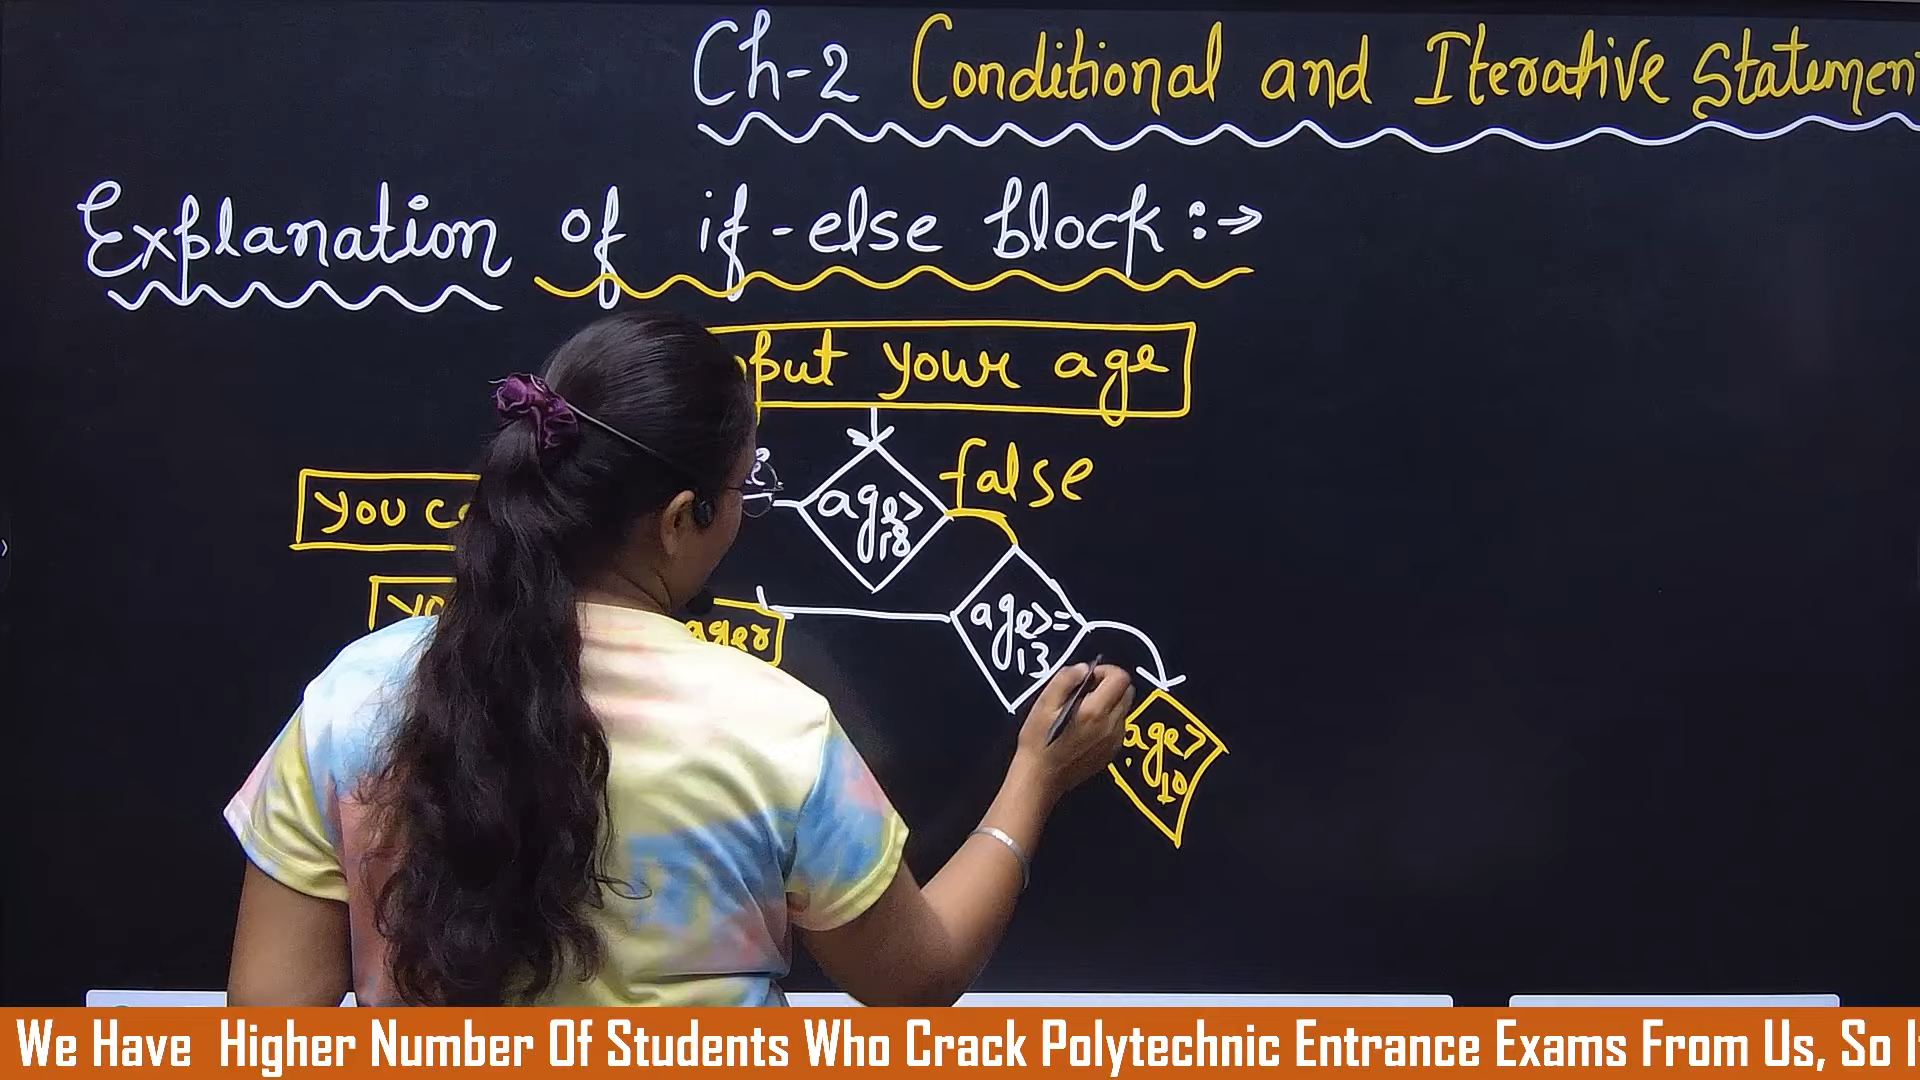 Ch-2 Conditional and Iterative Statement
Explanation of if-else block :→
put your age
false
age>
18
you
age>=
13
ager
age>
10
We Have Higher Number Of Students Who Crack Polytechnic Entrance Exams From Us, So